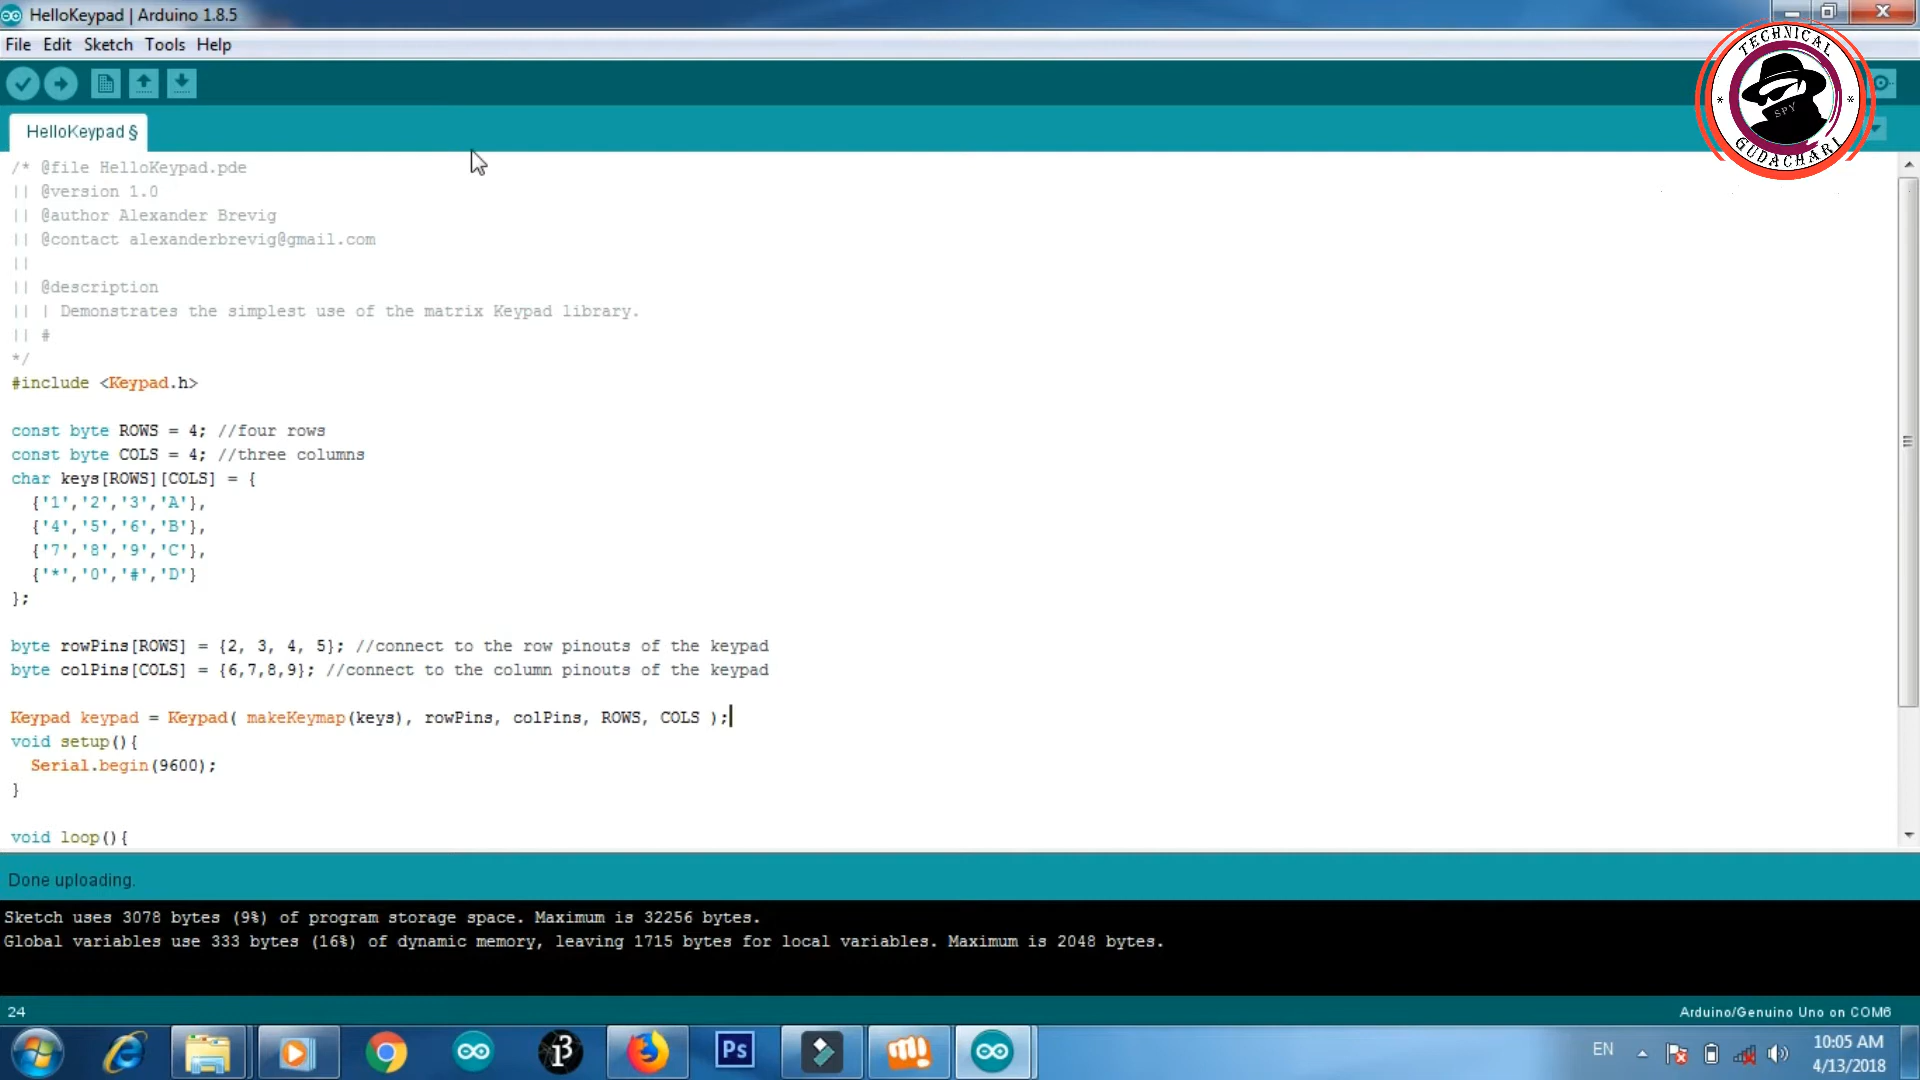 HelloKeypad | Arduino 1.8.5
File Edit Sketch Tools Help
TECHNICAL
SPY
GUDACHARI
HelloKeypad §
/* @file HelloKeypad.pde
|| @version 1.0
|| @author Alexander Brevig
|| @contact alexanderbrevig@gmail.com
||
|| @description
|| | Demonstrates the simplest use of the matrix Keypad library.
|| #
*/
#include <Keypad.h>
const byte ROWS = 4; //four rows
const byte COLS = 4; //three columns
char keys[ROWS][COLS] = {
{'1','2','3','A'},
{'4','5','6','B'},
{'7','8','9','C'},
{'*','0','#','D'}
};
byte rowPins[ROWS] = {2, 3, 4, 5}; //connect to the row pinouts of the keypad
byte colPins[COLS] = {6,7,8,9}; //connect to the column pinouts of the keypad
Keypad keypad = Keypad( makeKeymap(keys), rowPins, colPins, ROWS, COLS );
void setup(){
Serial.begin(9600);
}
void loop(){
Done uploading.
Sketch uses 3078 bytes (9%) of program storage space. Maximum is 32256 bytes.
Global variables use 333 bytes (16%) of dynamic memory, leaving 1715 bytes for local variables. Maximum is 2048 bytes.
24
Arduino/Genuino Uno on COM6
Ps
EN
10:05 AM
4/13/2018